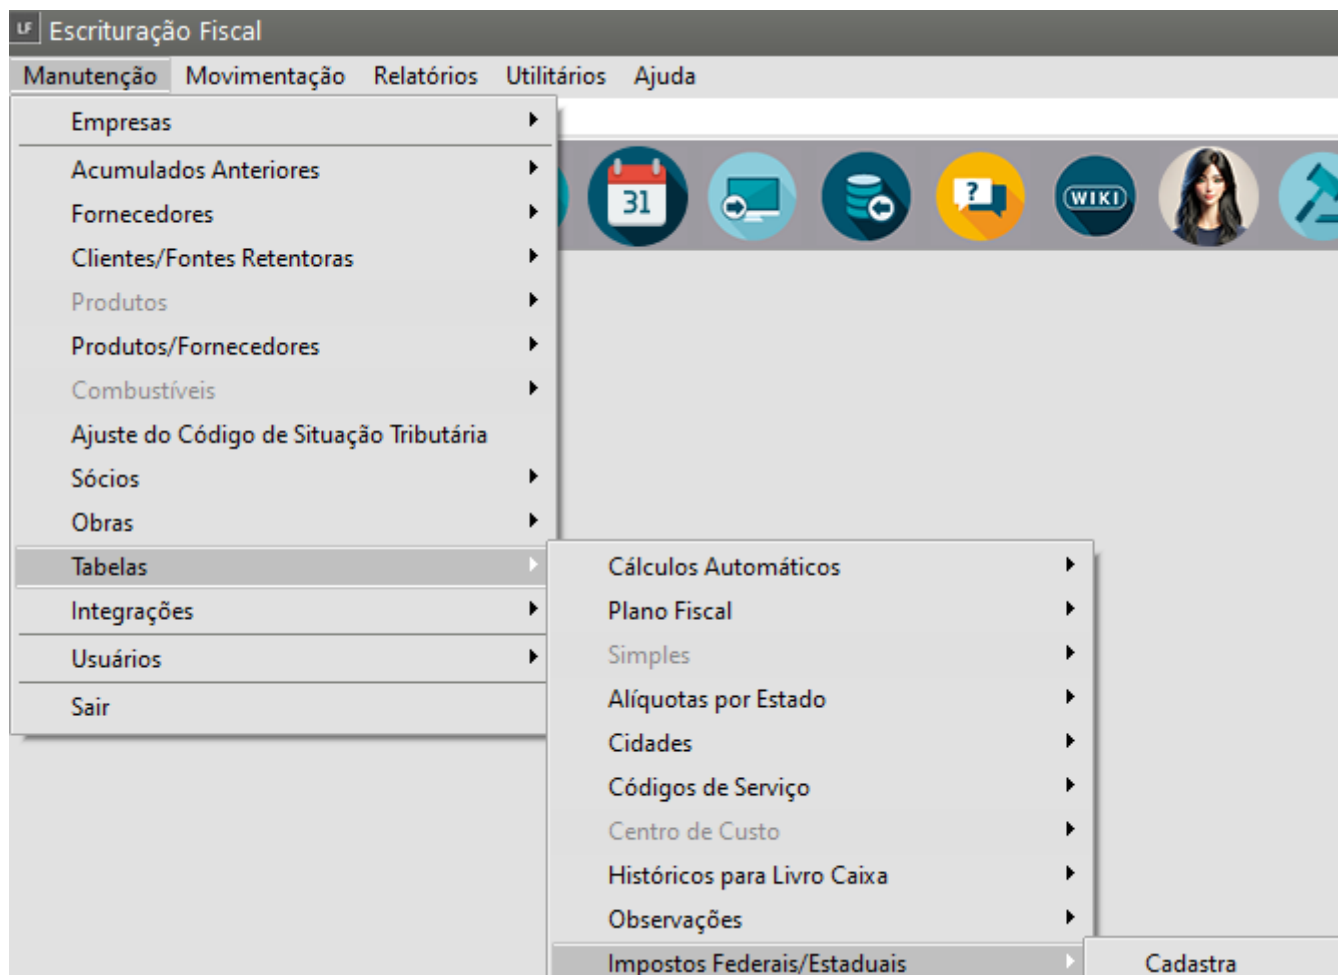 LF Escrituração Fiscal
Manutenção Movimentação Relatórios Utilitários Ajuda
Empresas
Acumulados Anteriores
31
?
WIKI
Fornecedores
Clientes/Fontes Retentoras
Produtos
Produtos/Fornecedores
Combustíveis
Ajuste do Código de Situação Tributária
Sócios
Obras
Tabelas
Integrações
Usuários
Sair
Cálculos Automáticos
Plano Fiscal
Simples
Alíquotas por Estado
Cidades
Códigos de Serviço
Centro de Custo
Históricos para Livro Caixa
Observações
Impostos Federais/Estaduais
Cadastra